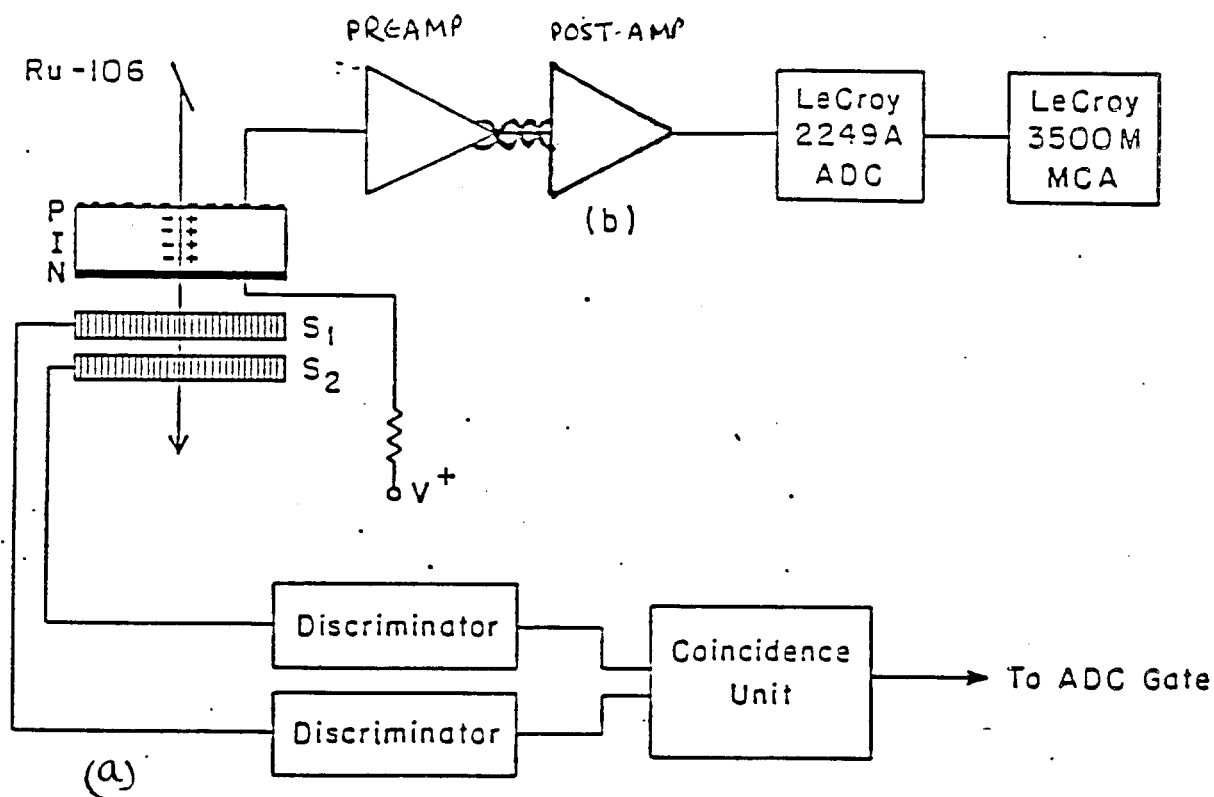 PREAMP
POST-AMP
Ru-106
LeCroy
2249A
ADC
LeCroy
3500M
MCA
(b)
P
I
N
S1
S2
V+
Discriminator
Discriminator
Coincidence
Unit
To ADC Gate
(a)